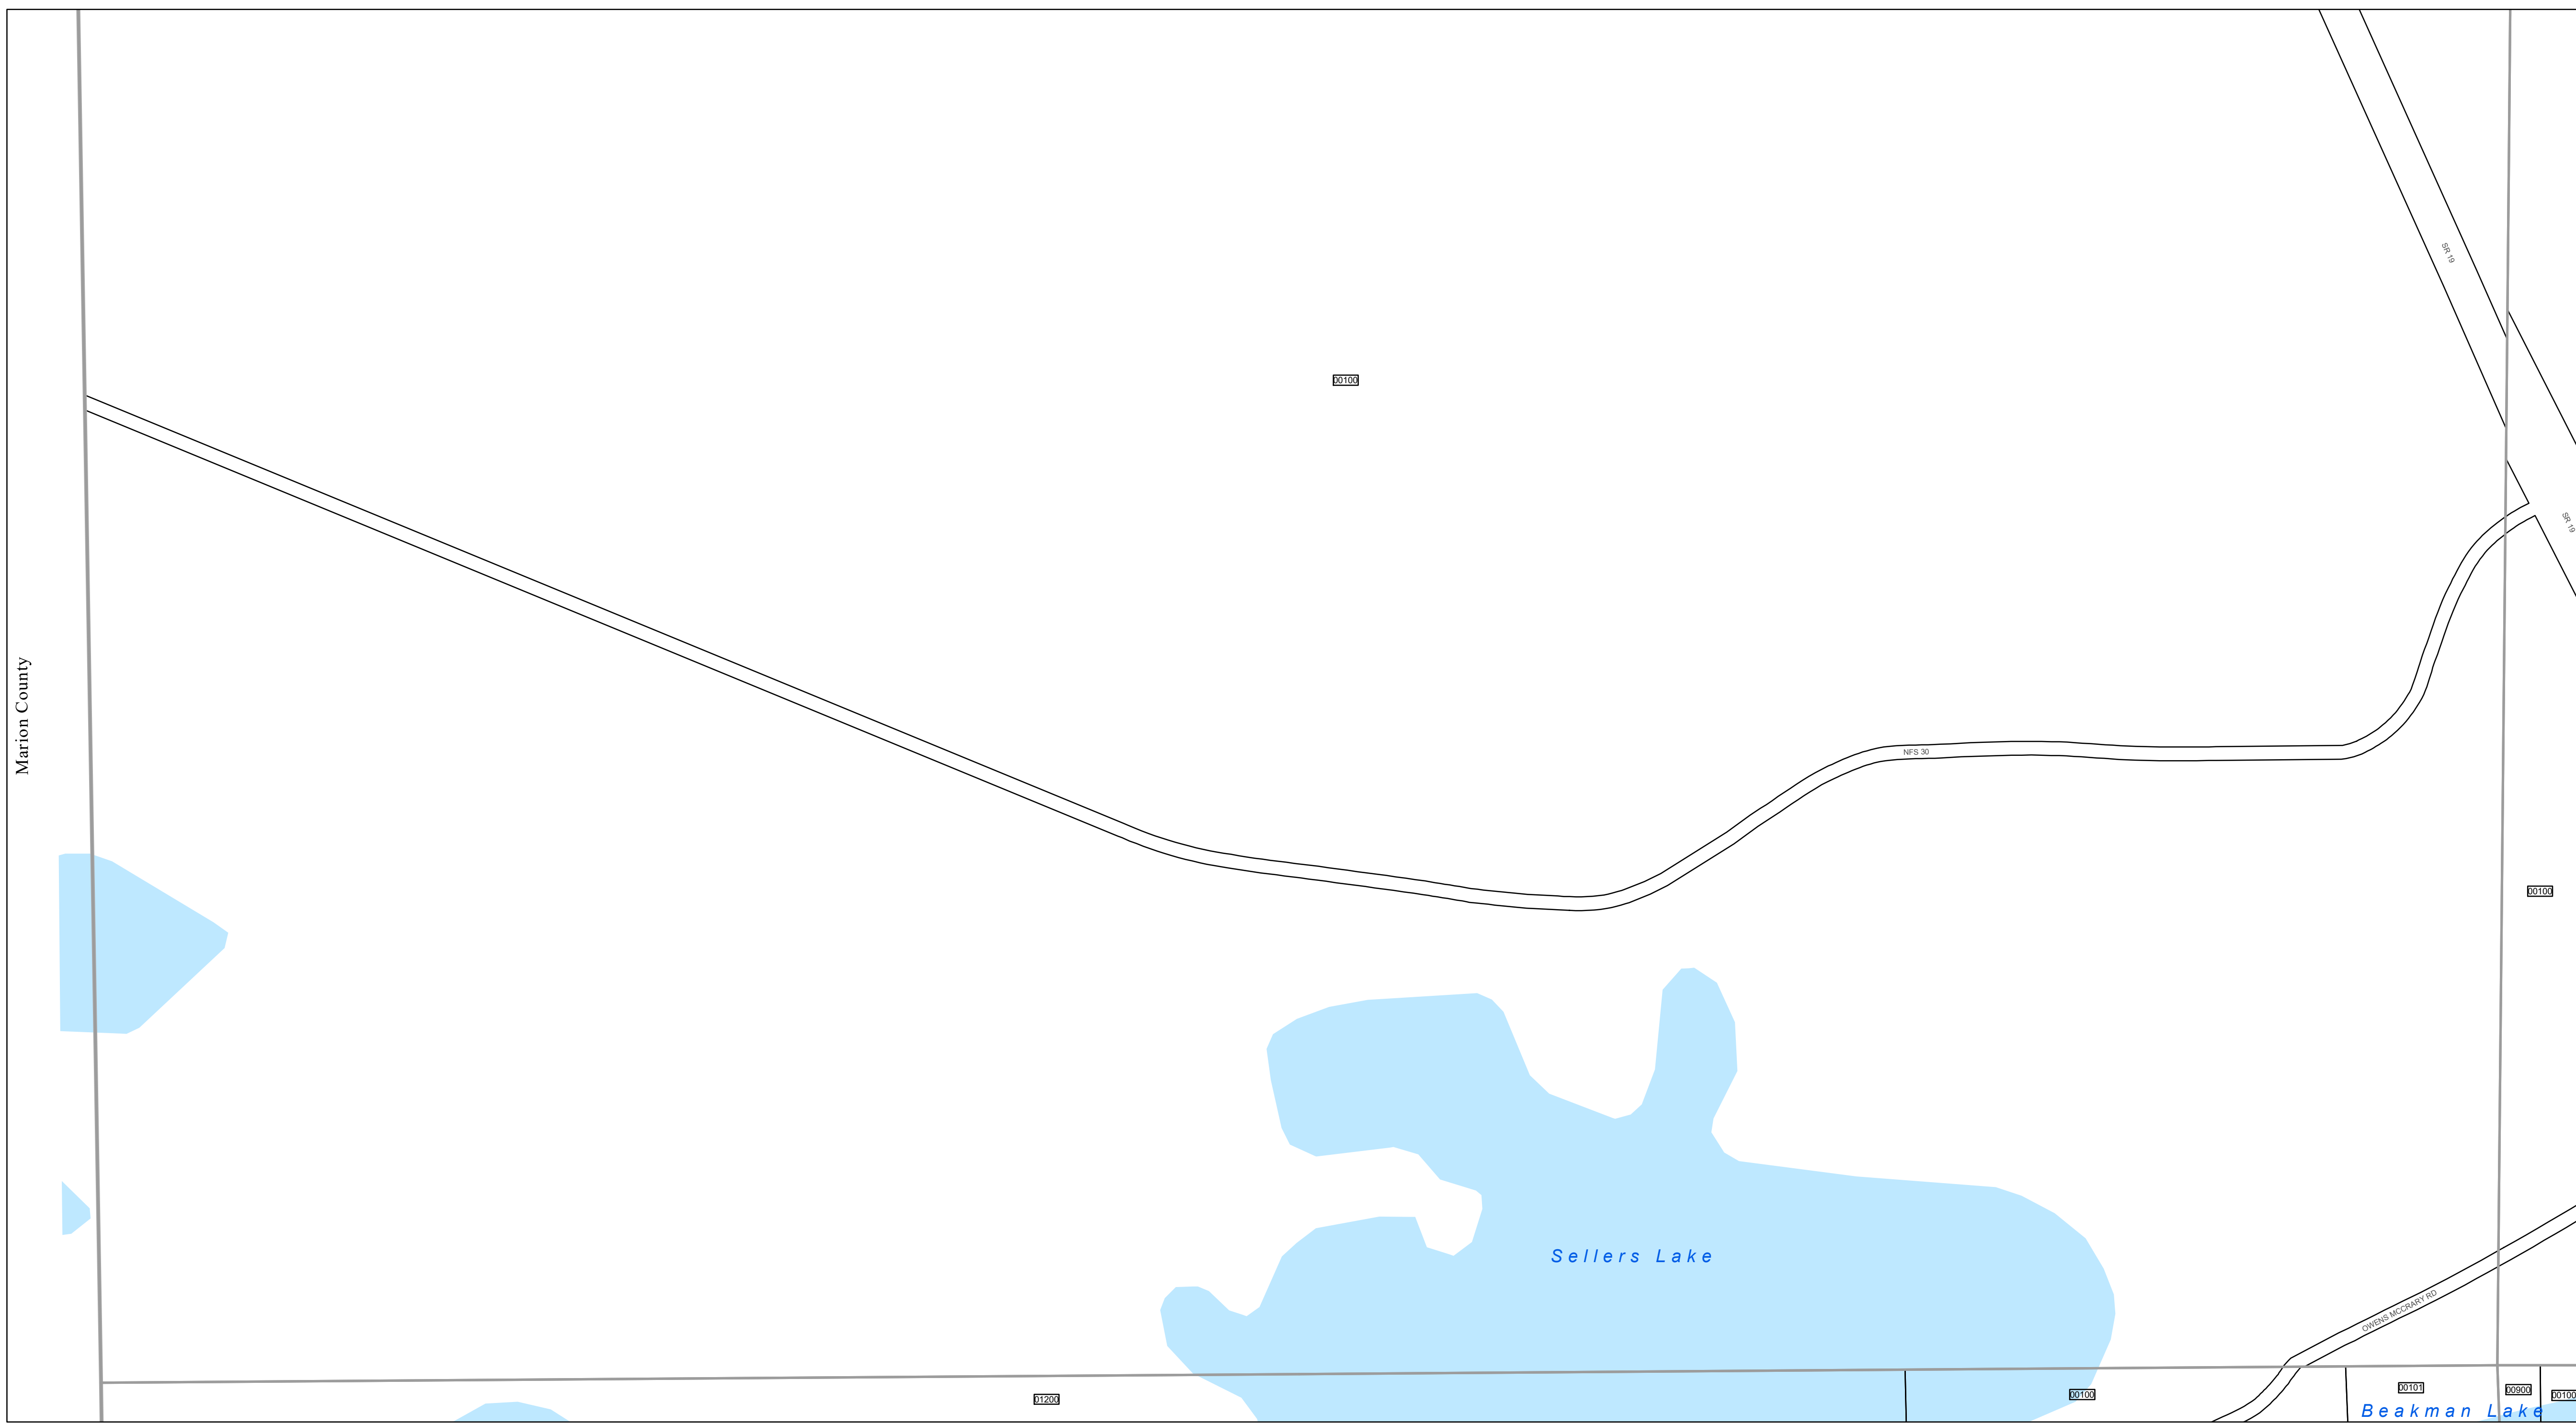 SR 19
00100
SR 19
Marion County
NFS 30
00100
Sellers Lake
OWENS MCCRARY RD
01200
00100
00101
00900
00100
Beakman Lake